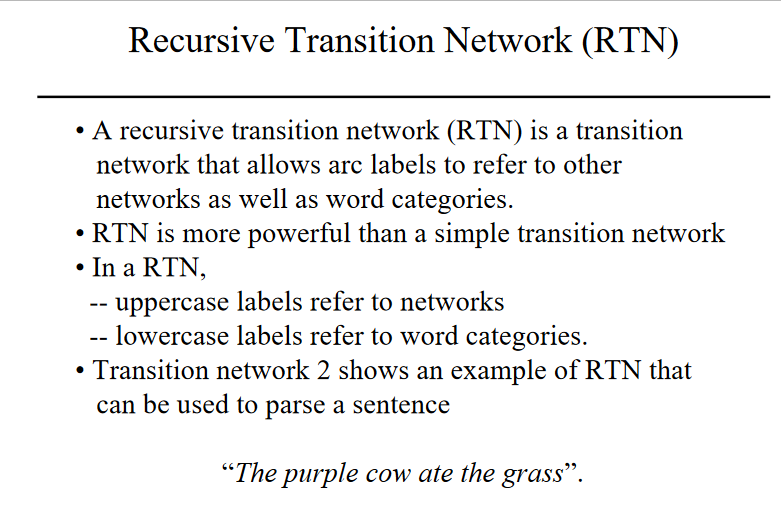 Recursive Transition Network (RTN)
• A recursive transition network (RTN) is a transition
network that allows arc labels to refer to other
networks as well as word categories.
• RTN is more powerful than a simple transition network
• In a RTN,
-- uppercase labels refer to networks
-- lowercase labels refer to word categories.
• Transition network 2 shows an example of RTN that
can be used to parse a sentence
“The purple cow ate the grass”.